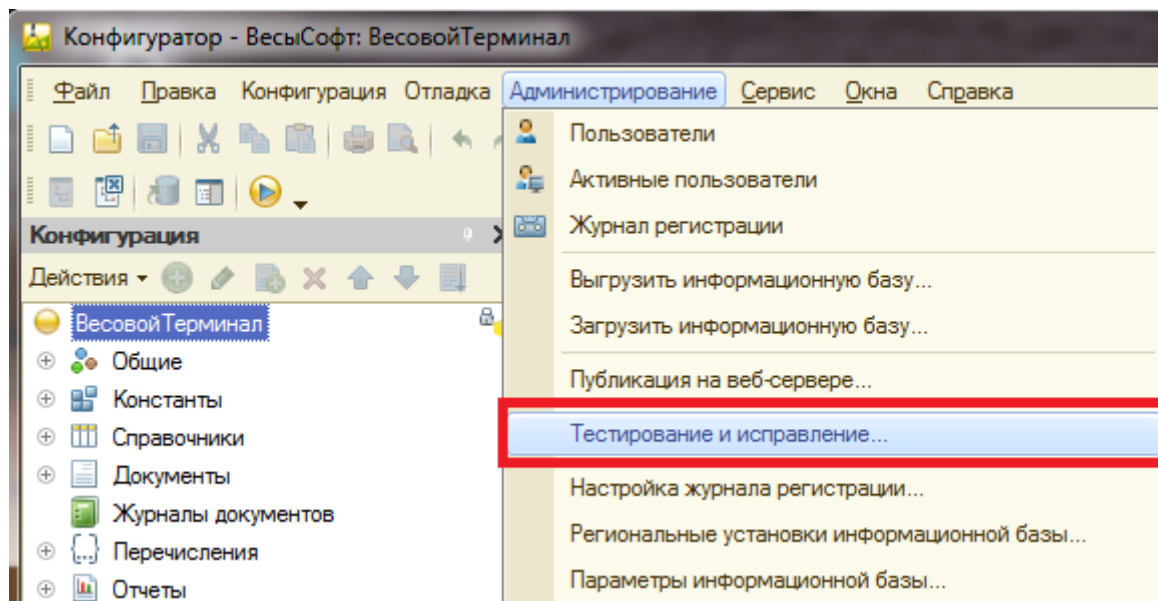 Конфигуратор - ВесыСофт: ВесовойТерминал
Файл Правка Конфигурация Отладка Администрирование Сервис Окна Справка
Конфигурация
Действия
ВесовойТерминал
Общие
Константы
Справочники
Документы
Журналы документов
Перечисления
Отчеты
Пользователи
Активные пользователи
Журнал регистрации
Выгрузить информационную базу...
Загрузить информационную базу...
Публикация на веб-сервере...
Тестирование и исправление...
Настройка журнала регистрации...
Региональные установки информационной базы...
Параметры информационной базы...